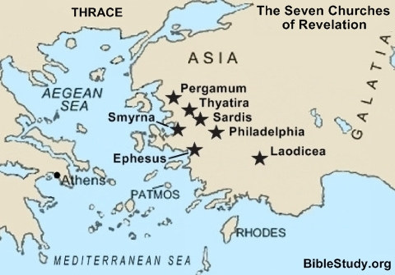 THRACE
The Seven Churches
of Revelation
ASIA
GALATIA
AEGEAN
SEA
Pergamum
Thyatira
Smyrna
Sardis
Philadelphia
Ephesus
Laodicea
Athens
PATMOS
RHODES
MEDITERRANEAN SEA
BibleStudy.org